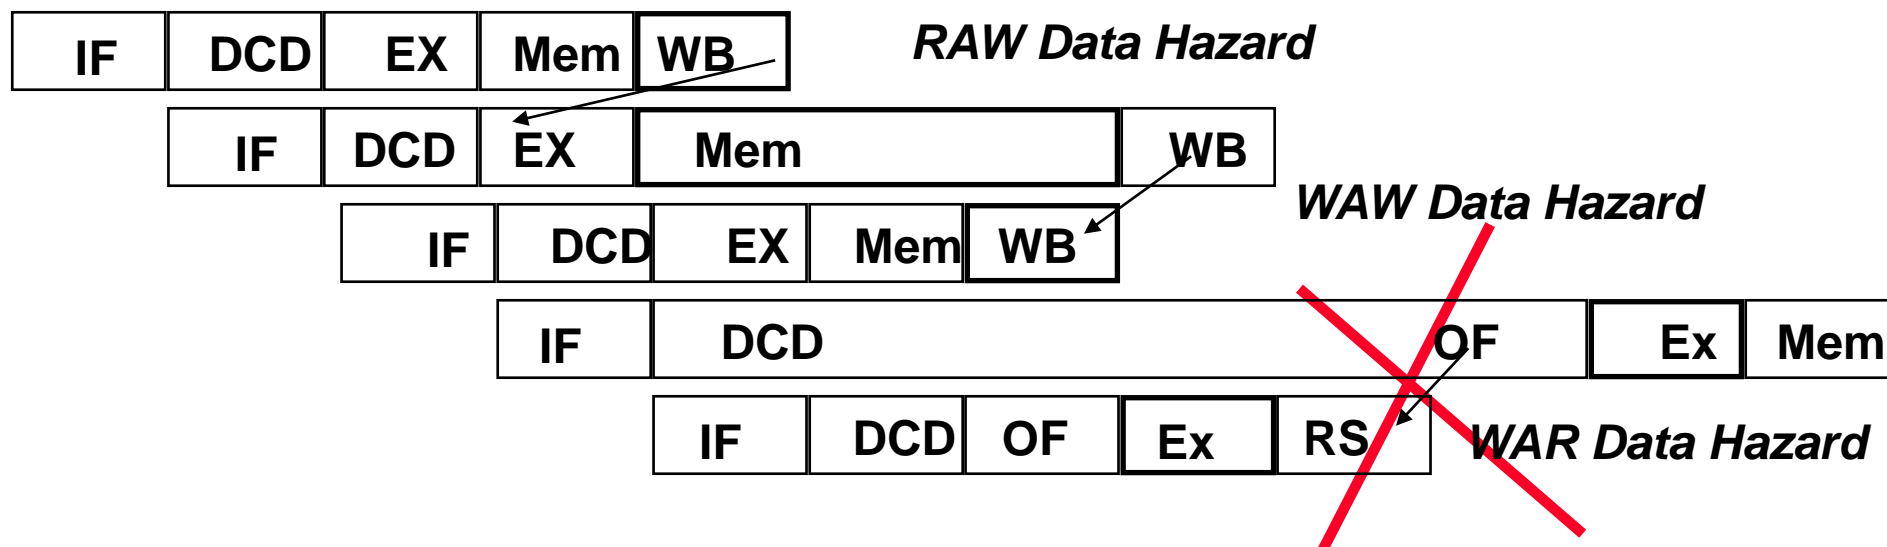 IF DCD EX Mem WB RAW Data Hazard
IF DCD EX Mem WB
WAW Data Hazard
IF DCD EX Mem WB
IF DCD OF Ex Mem
IF DCD OF Ex RS WAR Data Hazard